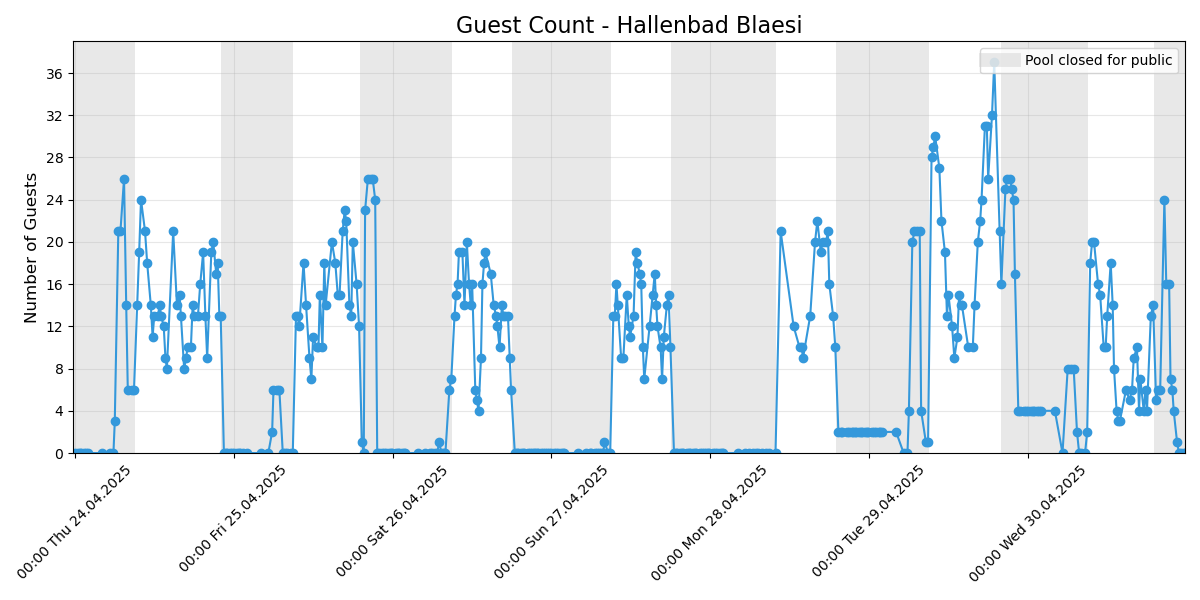 Guest Count - Hallenbad Blaesi
Pool closed for public
Number of Guests
36
32
28
24
20
16
12
8
4
0
00:00 Thu 24.04.2025
00:00 Fri 25.04.2025
00:00 Sat 26.04.2025
00:00 Sun 27.04.2025
00:00 Mon 28.04.2025
00:00 Tue 29.04.2025
00:00 Wed 30.04.2025